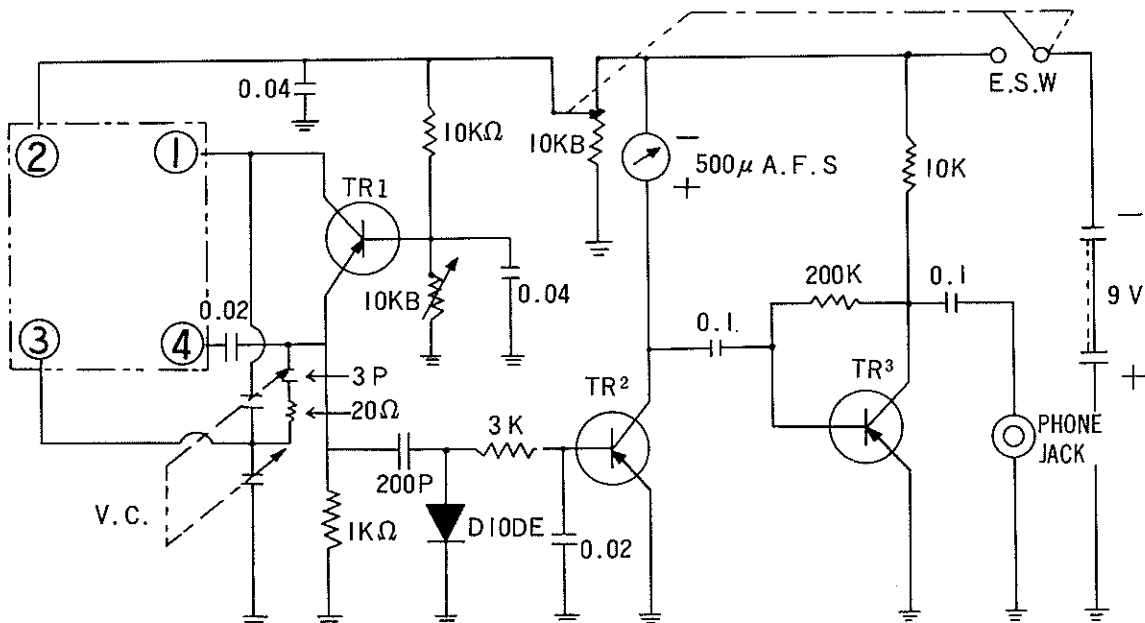 0.04
E.S.W
2
1
10KΩ
10KB
−
500μ A.F.S
+
10K
TR1
−
10KB
0.04
200K
0.1
9V
0.02
3
4
3P
0.1
+
20Ω
TR²
TR³
3K
PHONE
JACK
200P
V.C.
1KΩ
DIODE
0.02